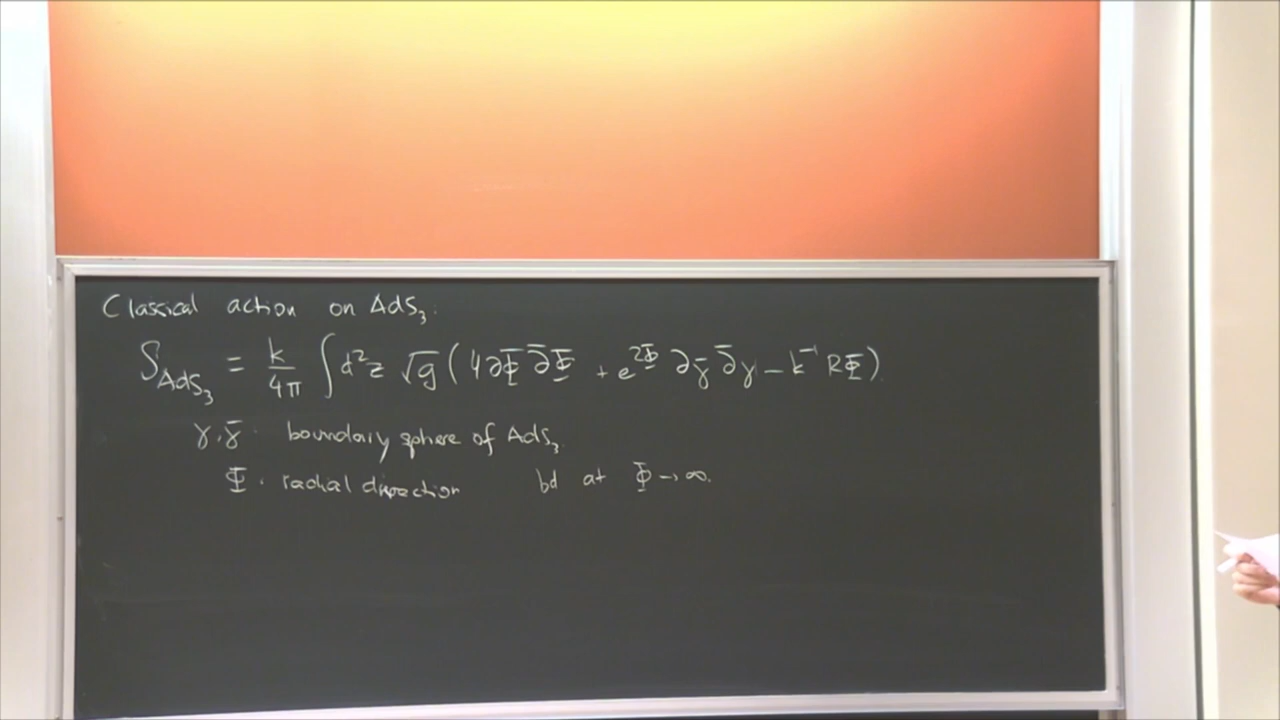 Classical action on AdS₃:
S_AdS₃ = k/4π ∫ d²z √g (4∂Φ ∂̄Φ + e^{2Φ} ∂γ̄ ∂̄γ − k⁻¹ RΦ)
γ, γ̄ : boundary sphere of AdS₃.
Φ : radial direction bd at Φ → ∞.